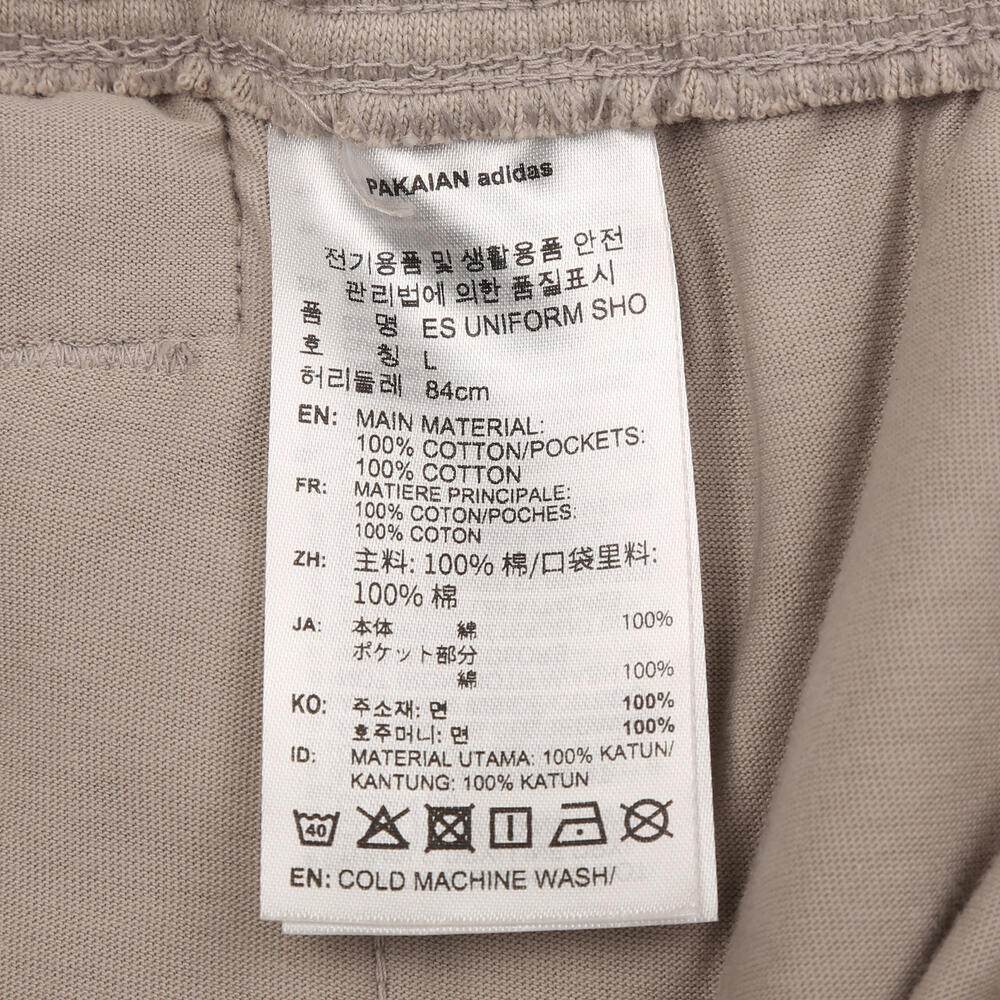 PAKAIAN adidas
전기용품 및 생활용품 안전
관리법에 의한 품질표시
품 명 ES UNIFORM SHO
호 칭 L
허리둘레 84cm
EN: MAIN MATERIAL:
100% COTTON/POCKETS:
100% COTTON
FR: MATIERE PRINCIPALE:
100% COTON/POCHES:
100% COTON
ZH: 主料: 100% 棉/口袋里料:
100% 棉
JA: 本体 綿 100%
ポケット部分
綿 100%
KO: 주소재: 면 100%
호주머니: 면 100%
ID: MATERIAL UTAMA: 100% KATUN/
KANTUNG: 100% KATUN
40
EN: COLD MACHINE WASH/